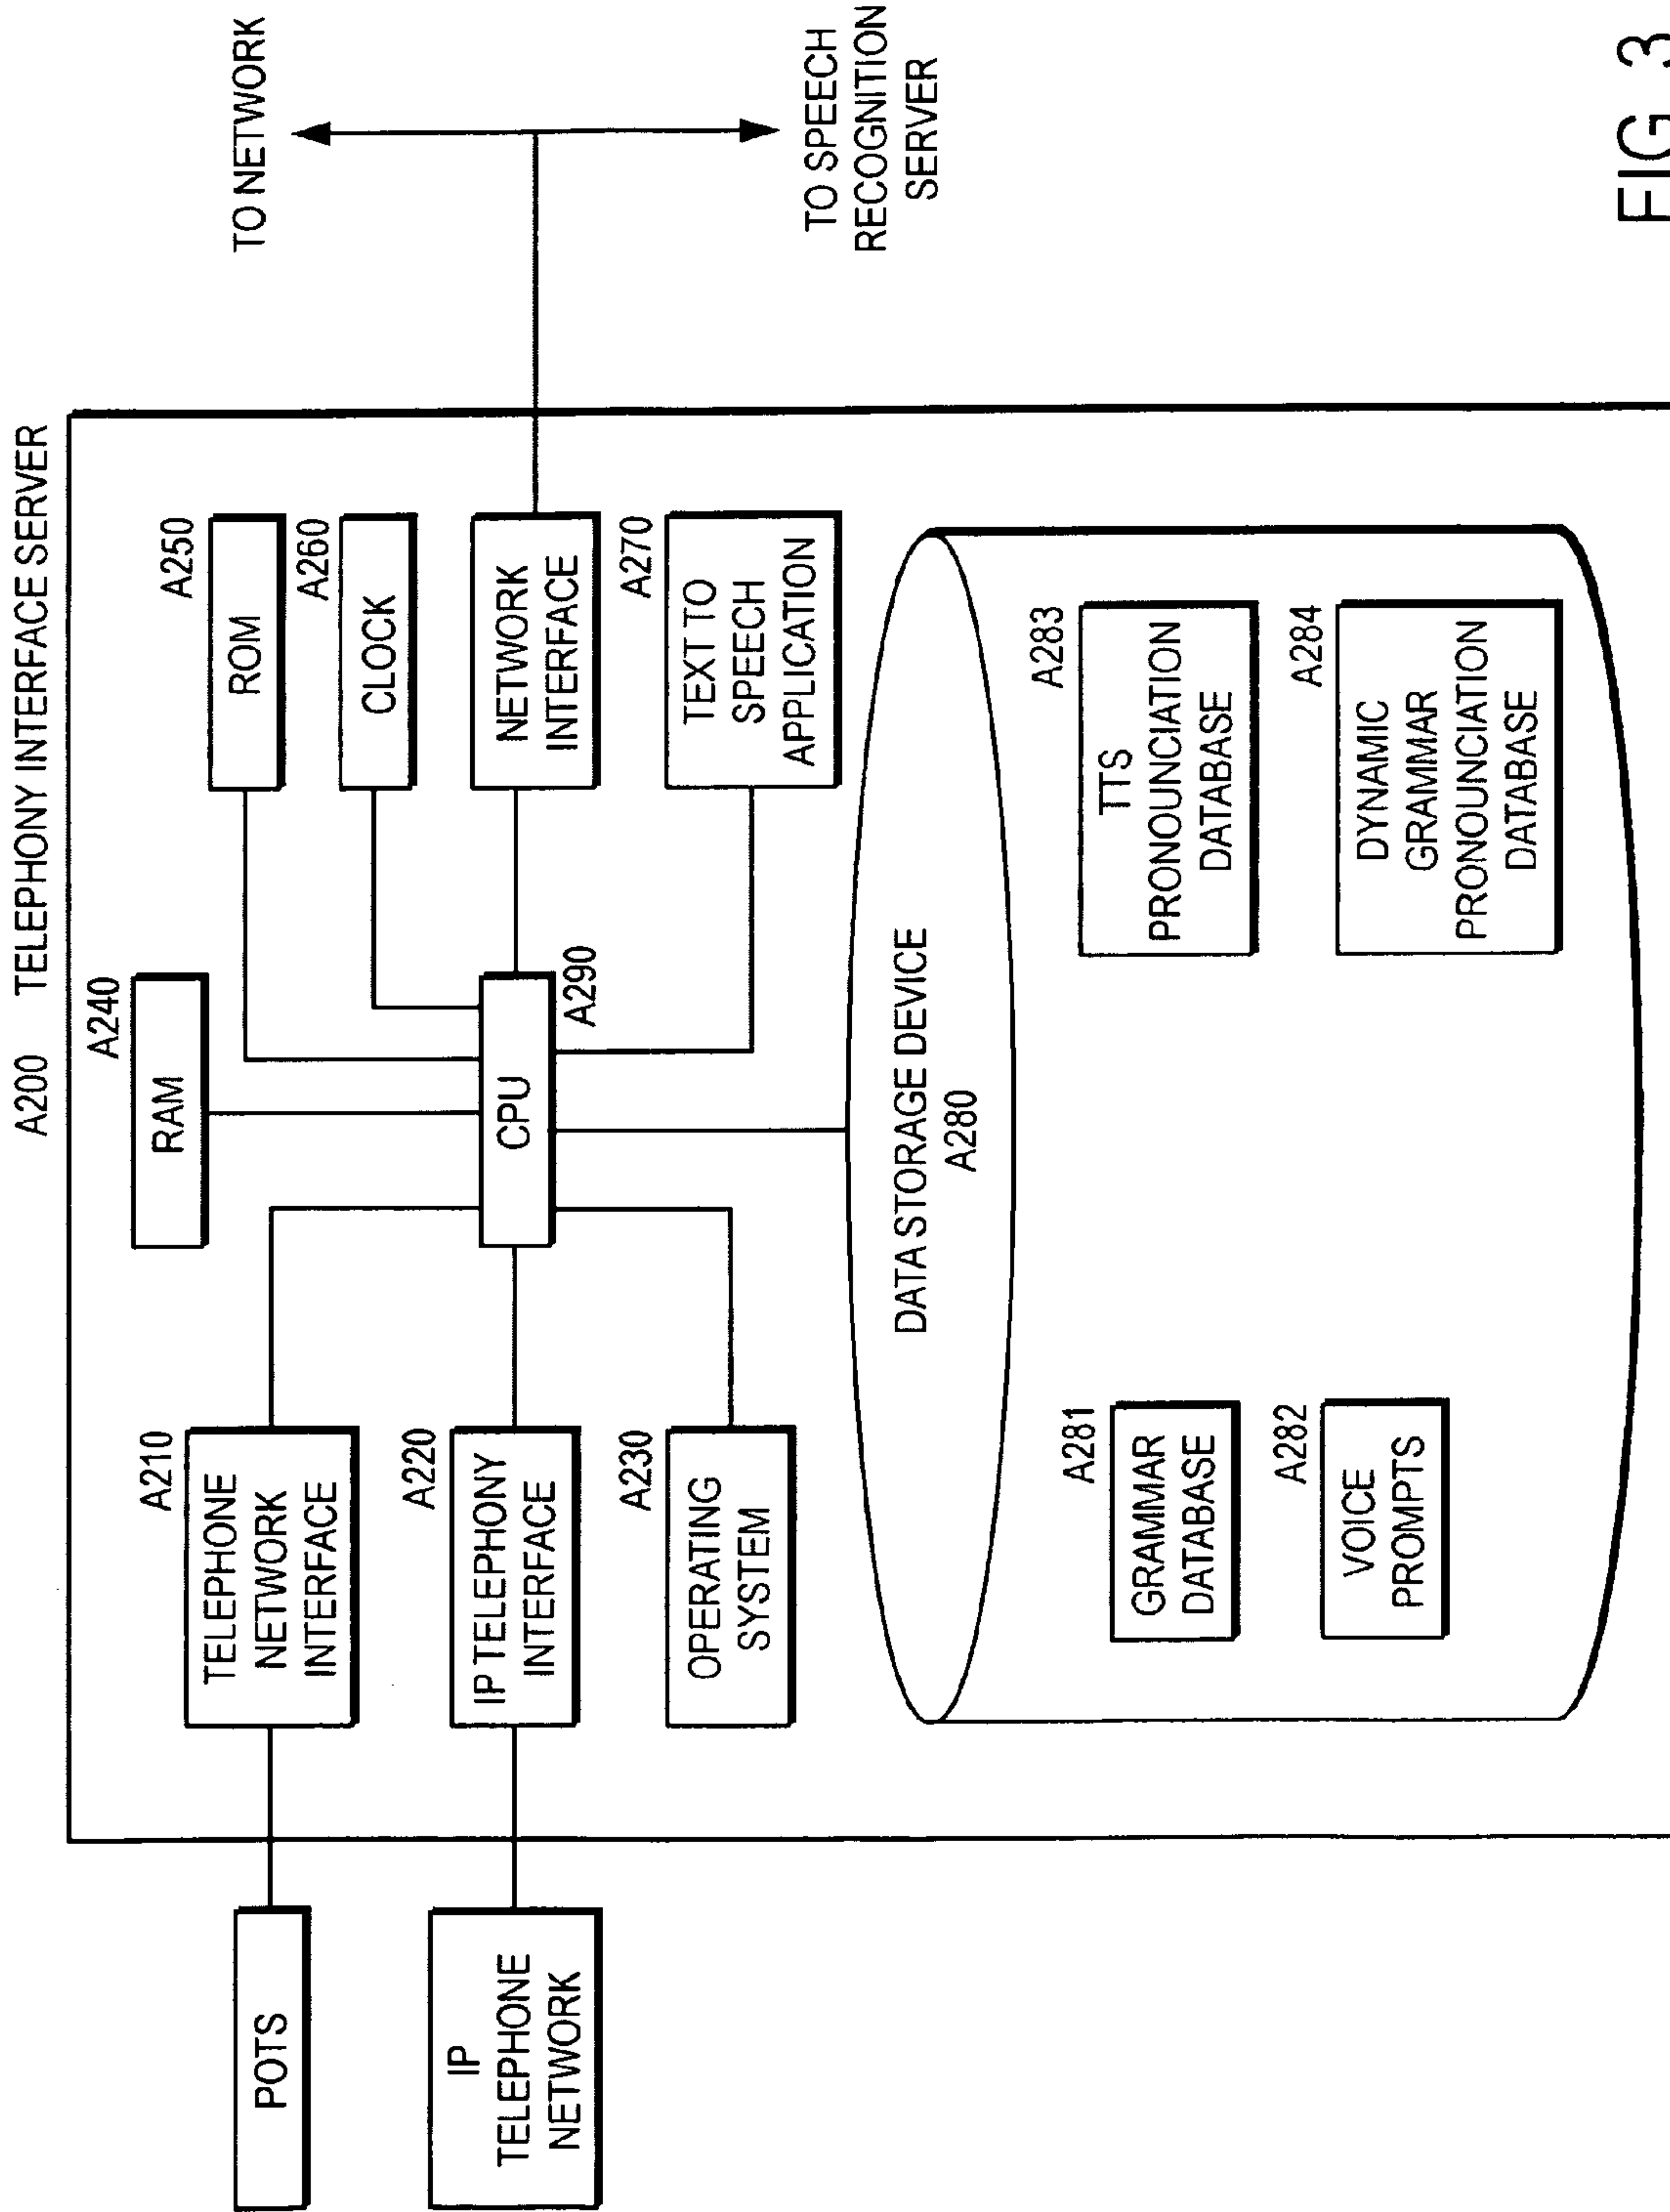 A200 TELEPHONY INTERFACE SERVER
TO NETWORK
TO SPEECH
RECOGNITION
SERVER
POTS
IP
TELEPHONE
NETWORK
A210
TELEPHONE
NETWORK
INTERFACE
A220
IP TELEPHONY
INTERFACE
A230
OPERATING
SYSTEM
A240
RAM
CPU
A290
A250
ROM
A260
CLOCK
NETWORK
INTERFACE
A270
TEXT TO
SPEECH
APPLICATION
DATA STORAGE DEVICE
A280
A281
GRAMMAR
DATABASE
A282
VOICE
PROMPTS
A283
TTS
PRONOUNCIATION
DATABASE
A284
DYNAMIC
GRAMMAR
PRONOUNCIATION
DATABASE
FIG 3